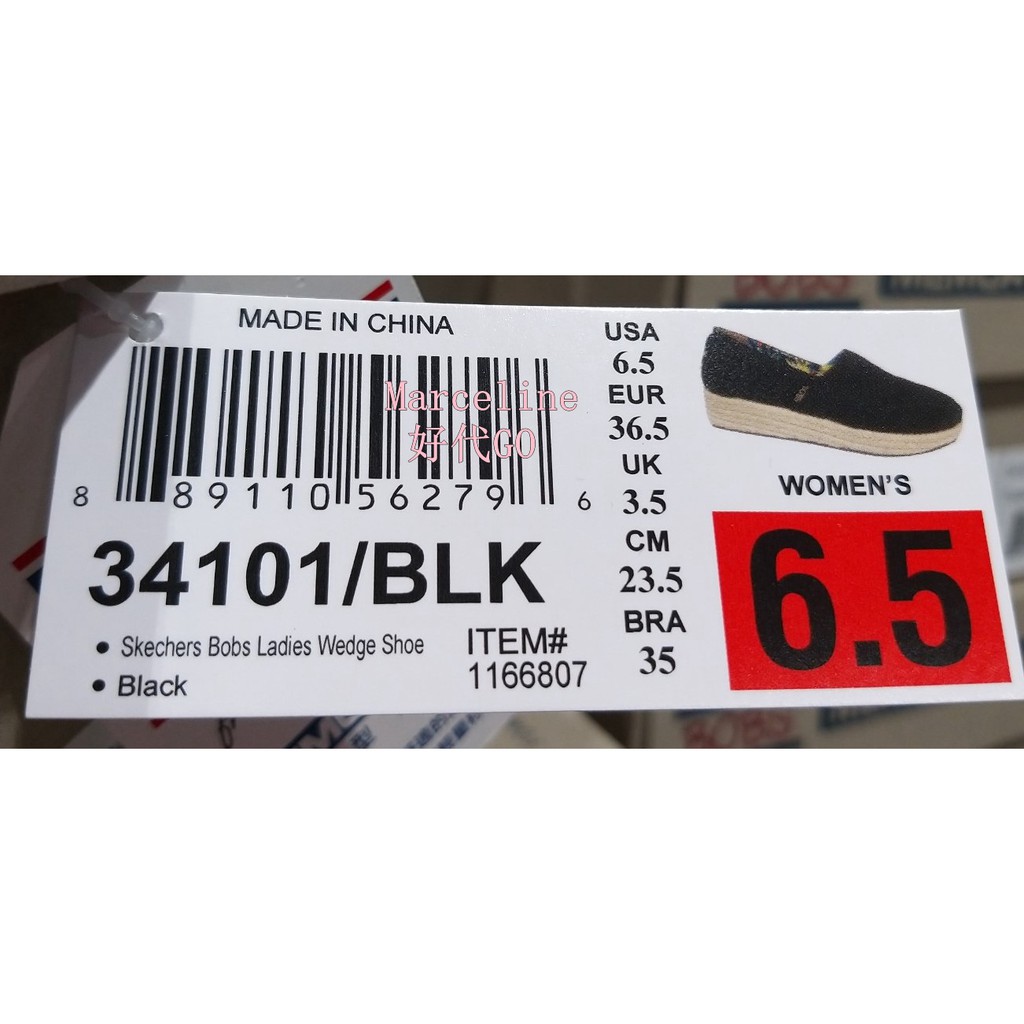 MADE IN CHINA
Marceline
好代GO
8 89110 56279 6
34101/BLK
• Skechers Bobs Ladies Wedge Shoe
• Black
ITEM#
1166807
USA
6.5
EUR
36.5
UK
3.5
CM
23.5
BRA
35
WOMEN'S
6.5
BOBS